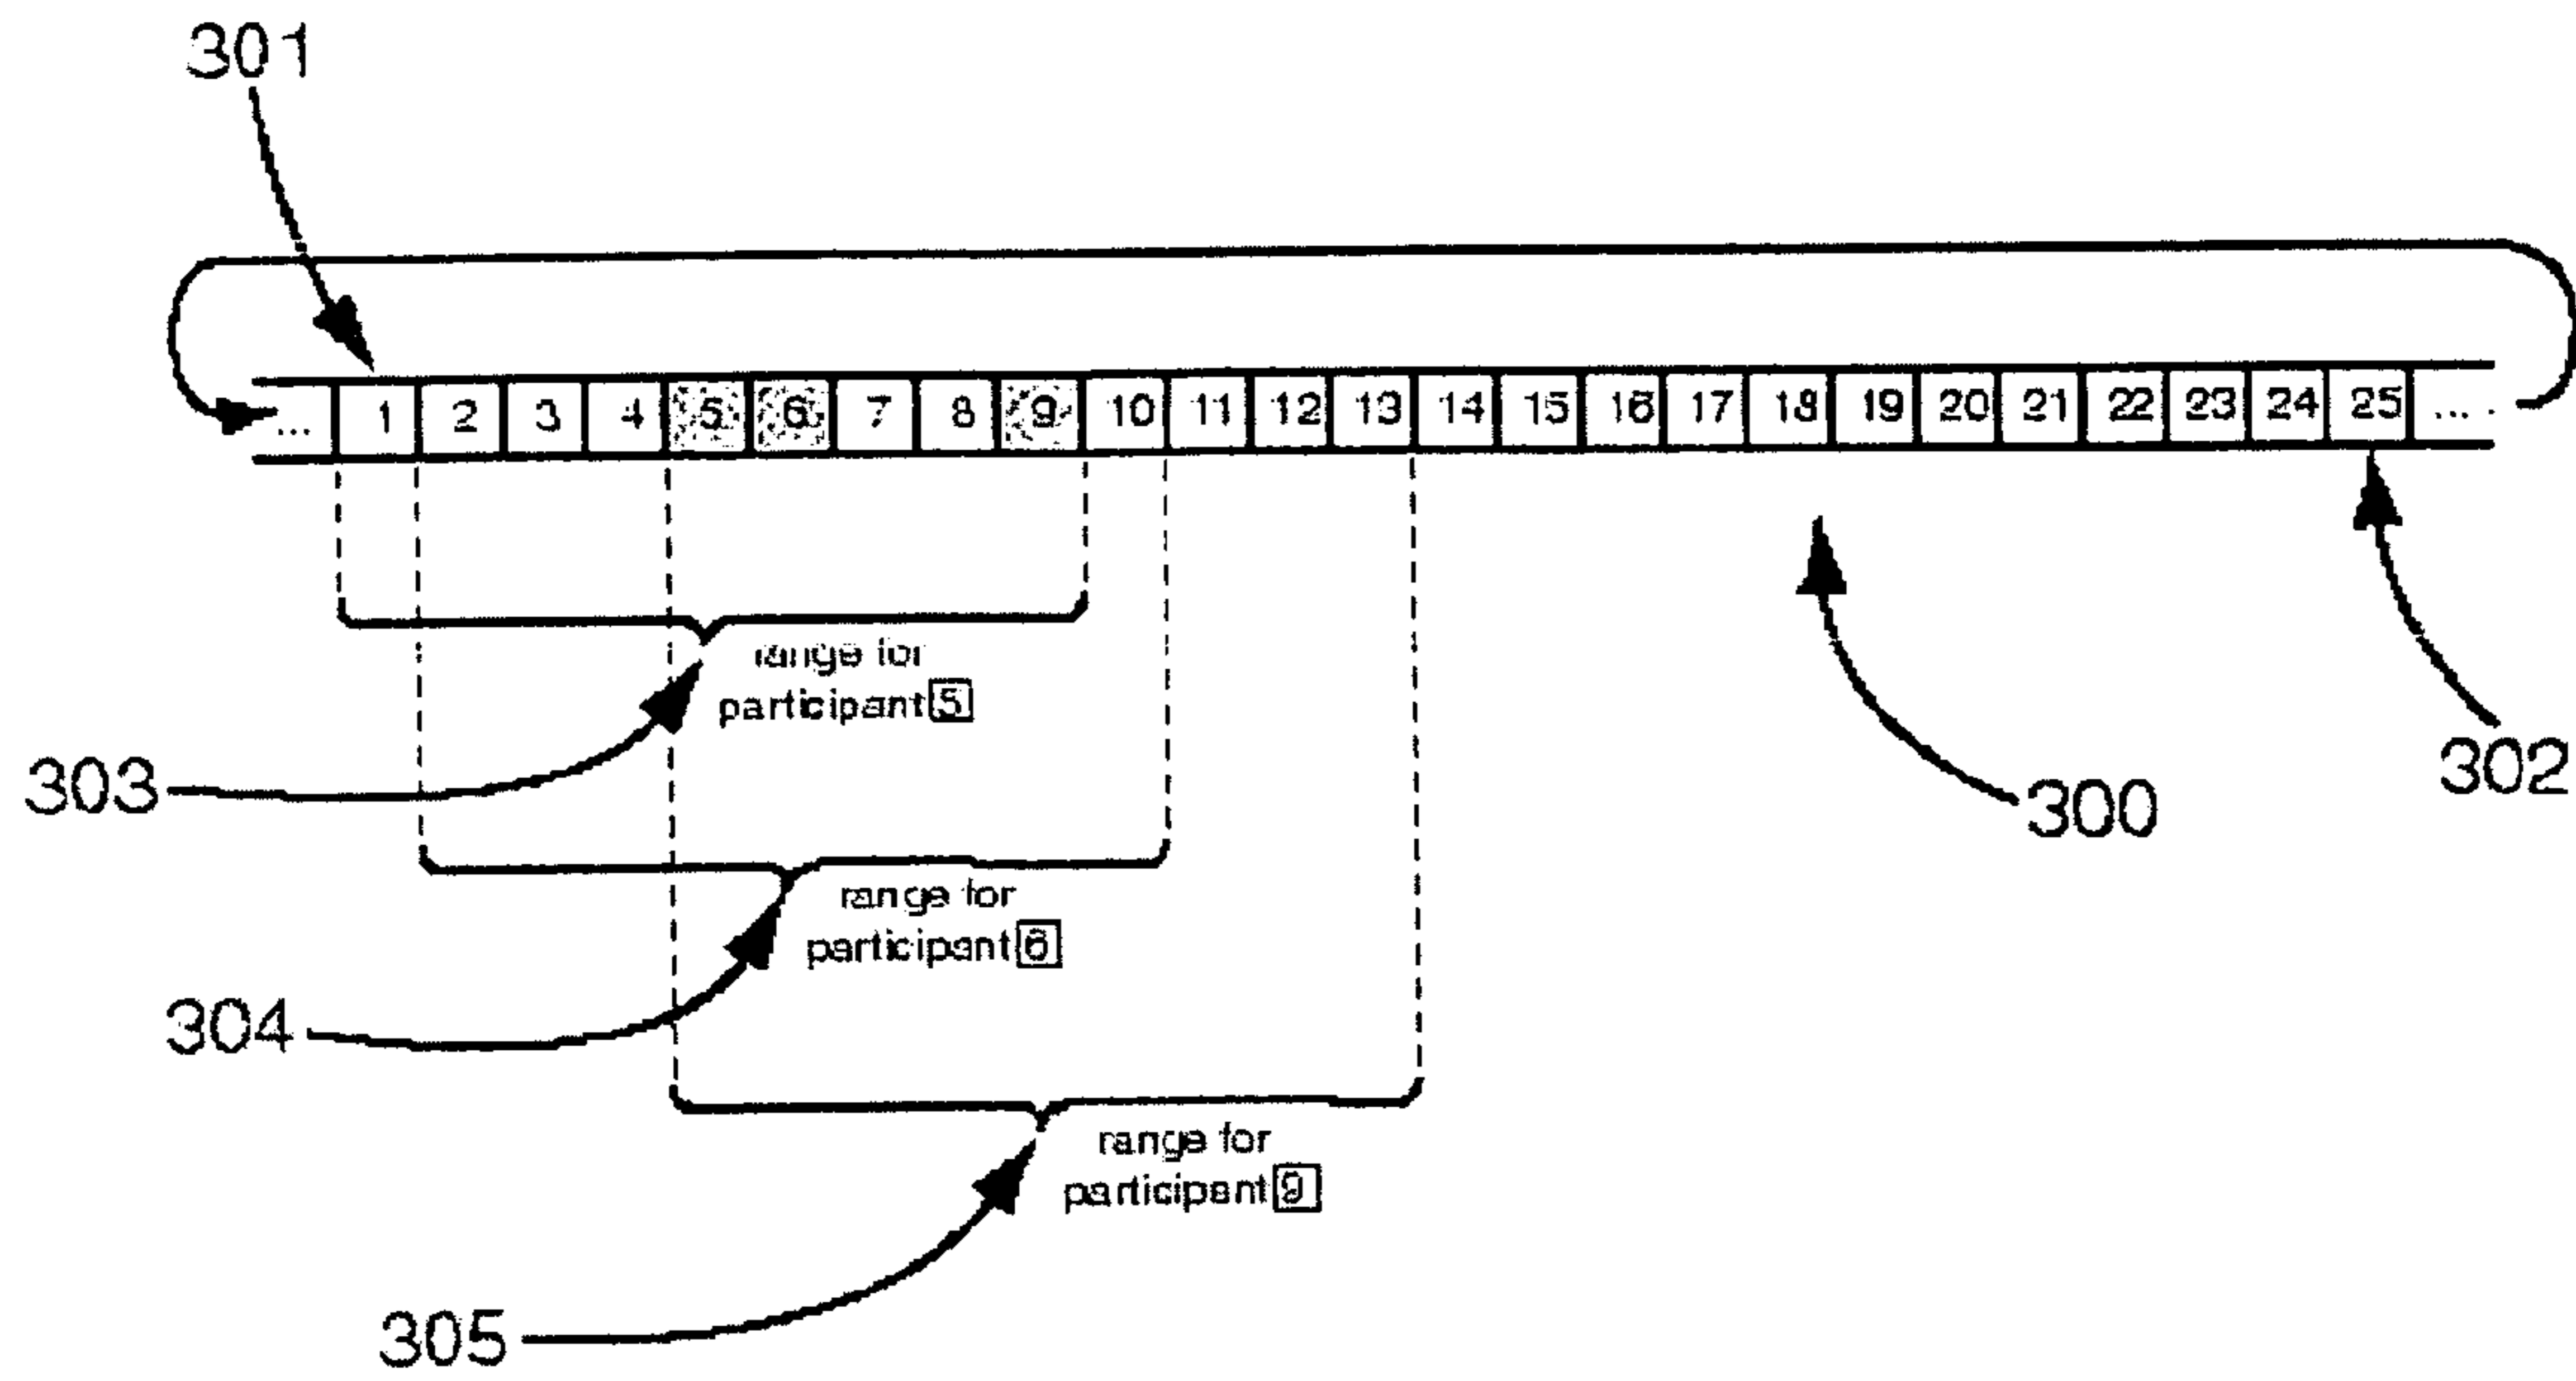 301
... 1 2 3 4 5 6 7 8 9 10 11 12 13 14 15 16 17 18 19 20 21 22 23 24 25 ....
range for
participant 5
303
302
300
range for
participant 6
304
range for
participant 9
305